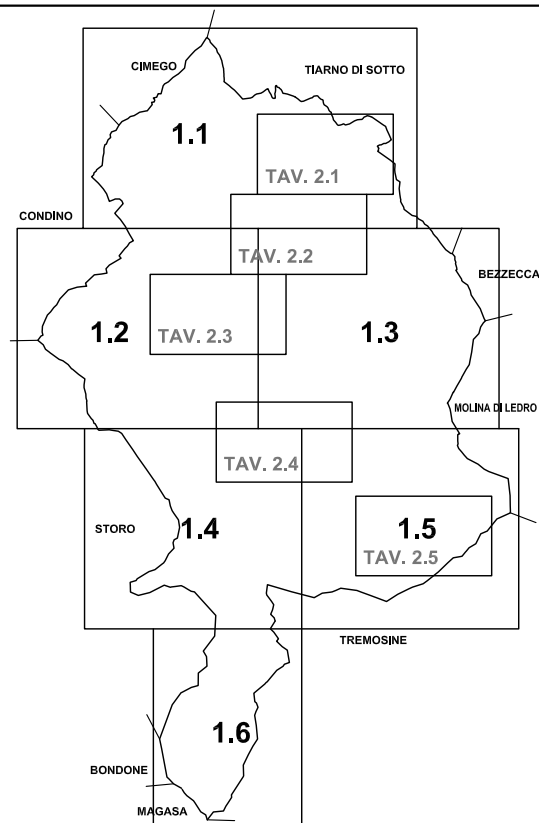 CIMEGO
TIARNO DI SOTTO
1.1
TAV. 2.1
CONDINO
TAV. 2.2
BEZZECCA
1.2
TAV. 2.3
1.3
MOLINA DI LEDRO
TAV. 2.4
STORO
1.4
1.5
TAV. 2.5
TREMOSINE
1.6
BONDONE
MAGASA